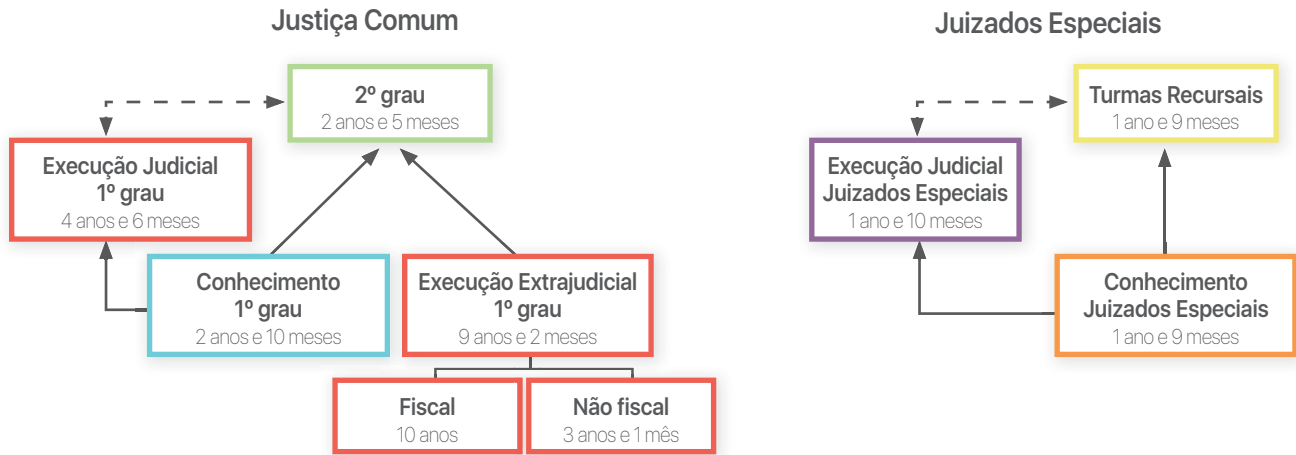 Justiça Comum
2º grau
2 anos e 5 meses
Execução Judicial
1º grau
4 anos e 6 meses
Conhecimento
1º grau
2 anos e 10 meses
Execução Extrajudicial
1º grau
9 anos e 2 meses
Fiscal
10 anos
Não fiscal
3 anos e 1 mês
Juizados Especiais
Turmas Recursais
1 ano e 9 meses
Execução Judicial
Juizados Especiais
1 ano e 10 meses
Conhecimento
Juizados Especiais
1 ano e 9 meses